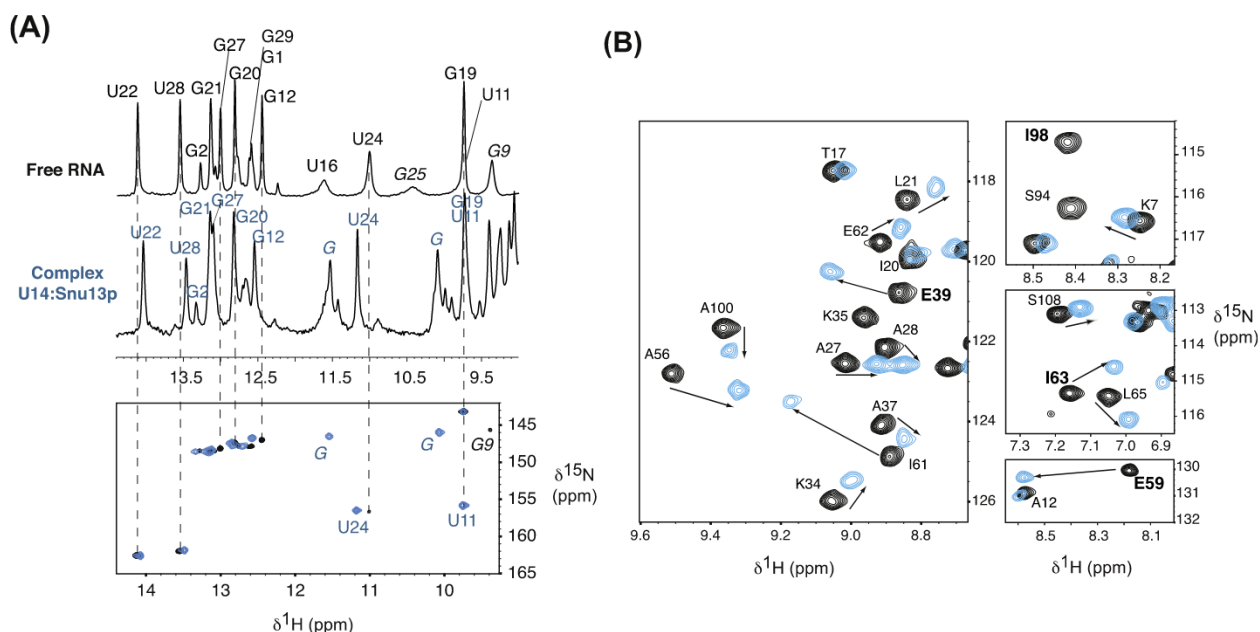 (A)
G29
G27
G1
G20
G19
G21
U22
U28
G12
U11
G2
U24
G9
Free RNA
U16
G25
G21
G27
G20
G19
U11
U24
U22
U28
G12
G
G
Complex
U14:Snu13p
G2
13.5
12.5
11.5
10.5
9.5
145
G
G
G9
150
δ15N
(ppm)
155
U24
U11
160
165
14
13
12
11
10
δ1H (ppm)
(B)
T17
118
L21
E62
I20
120
E39
A100
K35
A28
122
A56
A27
A37
124
I61
K34
126
9.6
9.4
9.2
9.0
8.8
δ1H (ppm)
I98
115
S94
K7
116
117
8.5
8.4
8.3
8.2
S108
113
δ15N
(ppm)
I63
L65
115
116
7.3
7.2
7.1
7.0
6.9
130
E59
A12
131
132
8.5
8.3
8.1
δ1H (ppm)